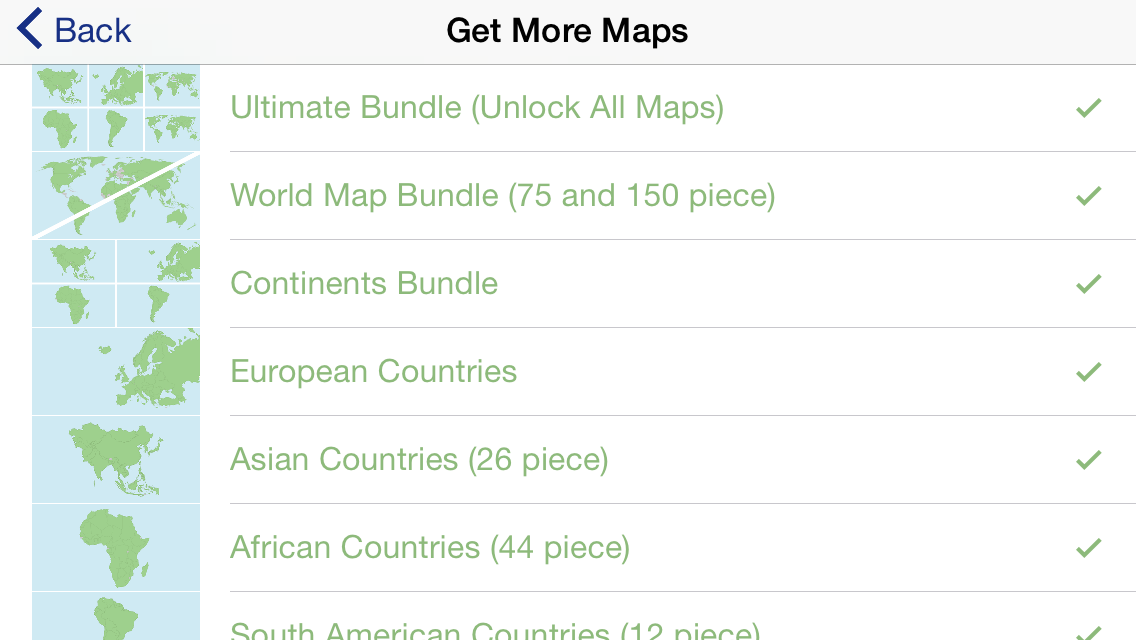 Back
Get More Maps
Ultimate Bundle (Unlock All Maps)
World Map Bundle (75 and 150 piece)
Continents Bundle
European Countries
Asian Countries (26 piece)
African Countries (44 piece)
South American Countries (12 piece)